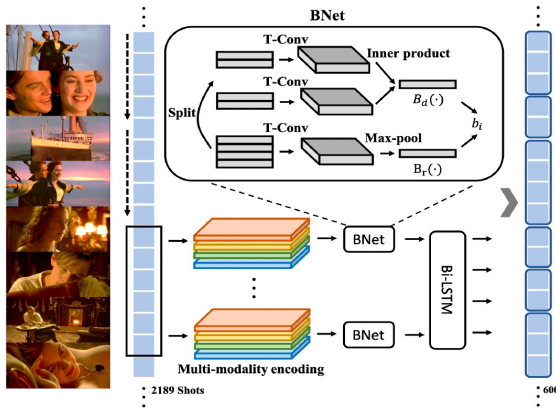 BNet
T-Conv
Inner product
T-Conv
B_d(·)
Split
b_i
T-Conv
Max-pool
B_r(·)
BNet
Bi-LSTM
BNet
Multi-modality encoding
2189 Shots
600